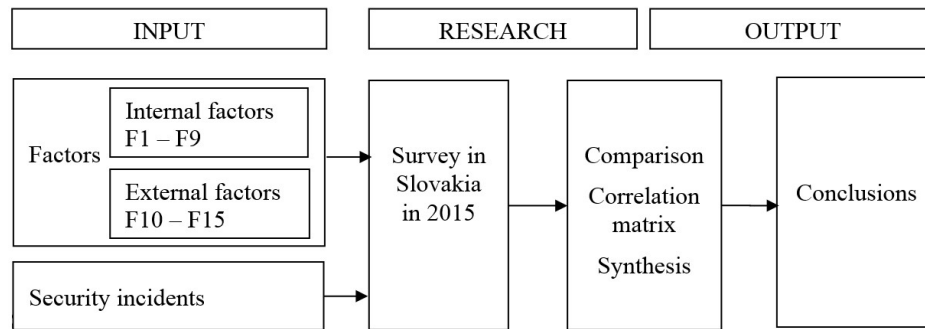 INPUT
RESEARCH
OUTPUT
Factors
Internal factors
F1 – F9
External factors
F10 – F15
Security incidents
Survey in
Slovakia
in 2015
Comparison
Correlation
matrix
Synthesis
Conclusions